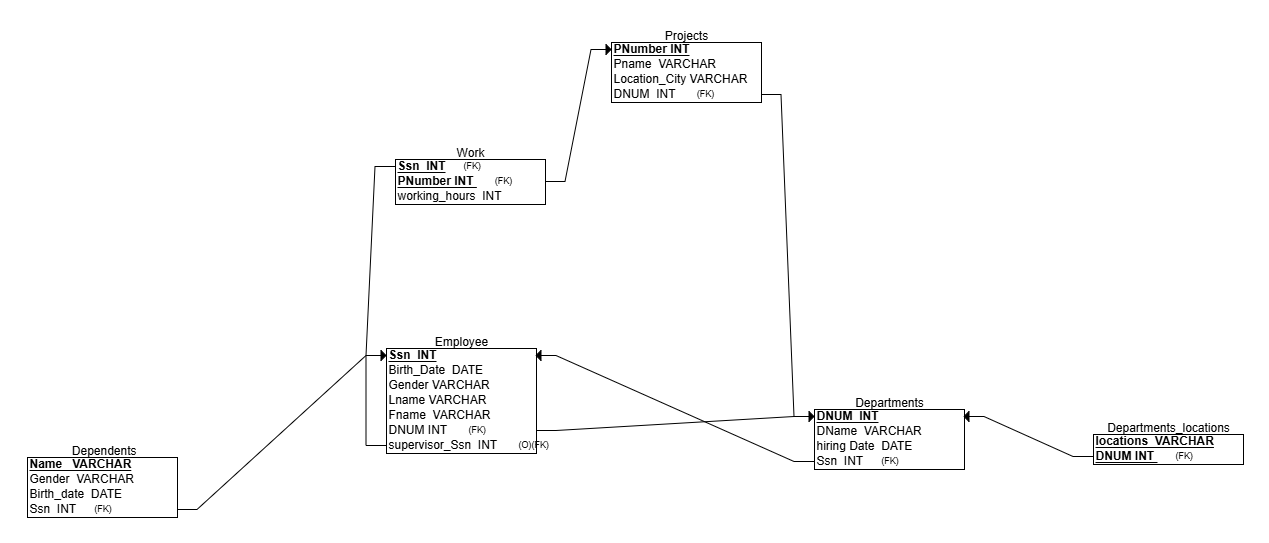 Projects
PNumber INT
Pname VARCHAR
Location_City VARCHAR
DNUM INT (FK)
Work
Ssn INT (FK)
PNumber INT (FK)
working_hours INT
Employee
Ssn INT
Birth_Date DATE
Gender VARCHAR
Lname VARCHAR
Fname VARCHAR
DNUM INT (FK)
supervisor_Ssn INT (O)(FK)
Departments
DNUM INT
DName VARCHAR
hiring Date DATE
Ssn INT (FK)
Departments_locations
locations VARCHAR
DNUM INT (FK)
Dependents
Name VARCHAR
Gender VARCHAR
Birth_date DATE
Ssn INT (FK)